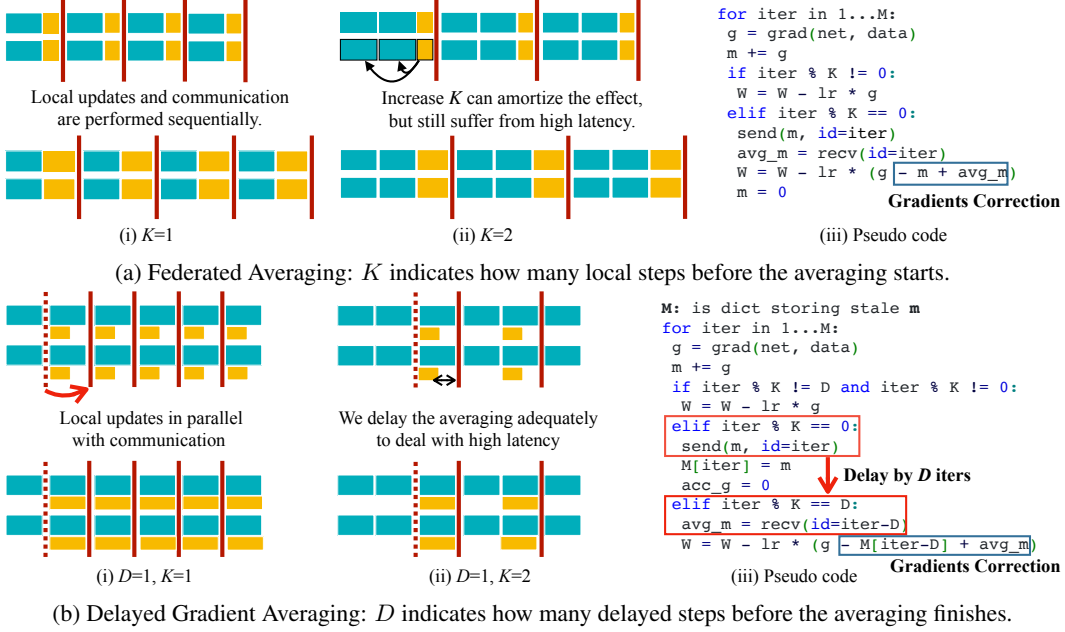 Local updates and communication
are performed sequentially.
(i) K=1
Increase K can amortize the effect,
but still suffer from high latency.
(ii) K=2
for iter in 1...M:
g = grad(net, data)
m += g
if iter % K != 0:
W = W - lr * g
elif iter % K == 0:
send(m, id=iter)
avg_m = recv(id=iter)
W = W - lr * (g - m + avg_m)
m = 0
Gradients Correction
(iii) Pseudo code
(a) Federated Averaging: K indicates how many local steps before the averaging starts.
Local updates in parallel
with communication
(i) D=1, K=1
We delay the averaging adequately
to deal with high latency
(ii) D=1, K=2
M: is dict storing stale m
for iter in 1...M:
g = grad(net, data)
m += g
if iter % K != D and iter % K != 0:
W = W - lr * g
elif iter % K == 0:
send(m, id=iter)
M[iter] = m
acc_g = 0
Delay by D iters
elif iter % K == D:
avg_m = recv(id=iter-D)
W = W - lr * (g - M[iter-D] + avg_m)
Gradients Correction
(iii) Pseudo code
(b) Delayed Gradient Averaging: D indicates how many delayed steps before the averaging finishes.